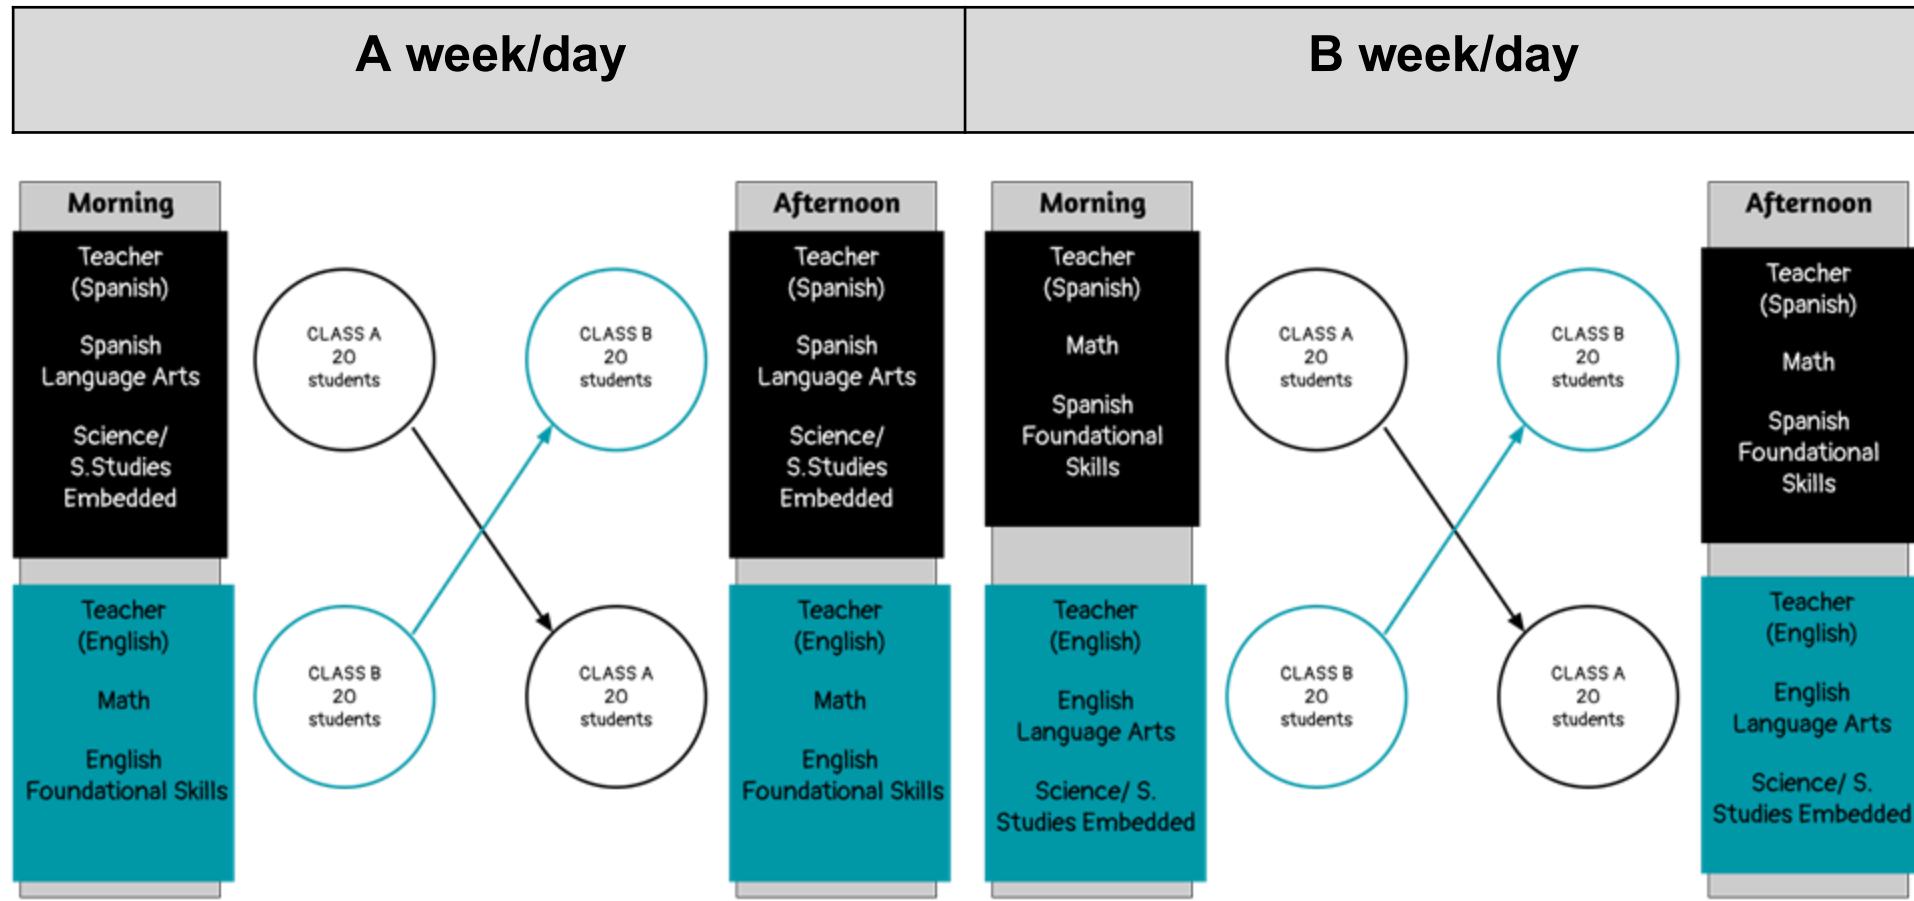 A week/day
B week/day
Morning
Teacher
(Spanish)
Spanish
Language Arts
Science/
S.Studies
Embedded
Teacher
(English)
Math
English
Foundational Skills
CLASS A
20
students
CLASS B
20
students
CLASS B
20
students
CLASS A
20
students
Afternoon
Teacher
(Spanish)
Spanish
Language Arts
Science/
S.Studies
Embedded
Teacher
(English)
Math
English
Foundational Skills
Morning
Teacher
(Spanish)
Math
Spanish
Foundational
Skills
Teacher
(English)
English
Language Arts
Science/ S.
Studies Embedded
CLASS A
20
students
CLASS B
20
students
CLASS B
20
students
CLASS A
20
students
Afternoon
Teacher
(Spanish)
Math
Spanish
Foundational
Skills
Teacher
(English)
English
Language Arts
Science/ S.
Studies Embedded